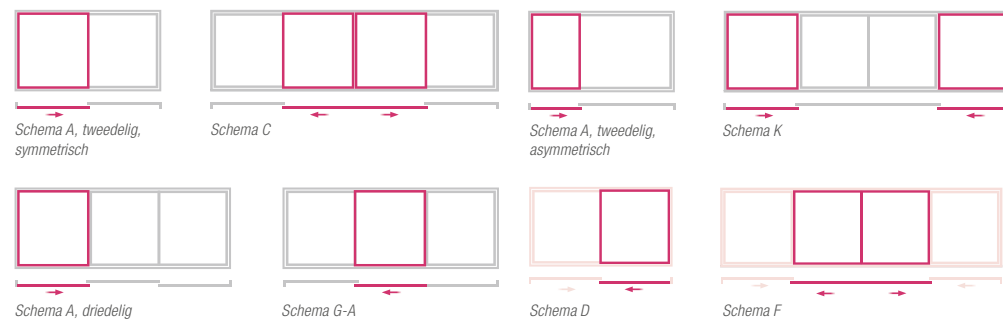 Schema A, tweedelig,
symmetrisch
Schema C
Schema A, tweedelig,
asymmetrisch
Schema K
Schema A, driedelig
Schema G-A
Schema D
Schema F